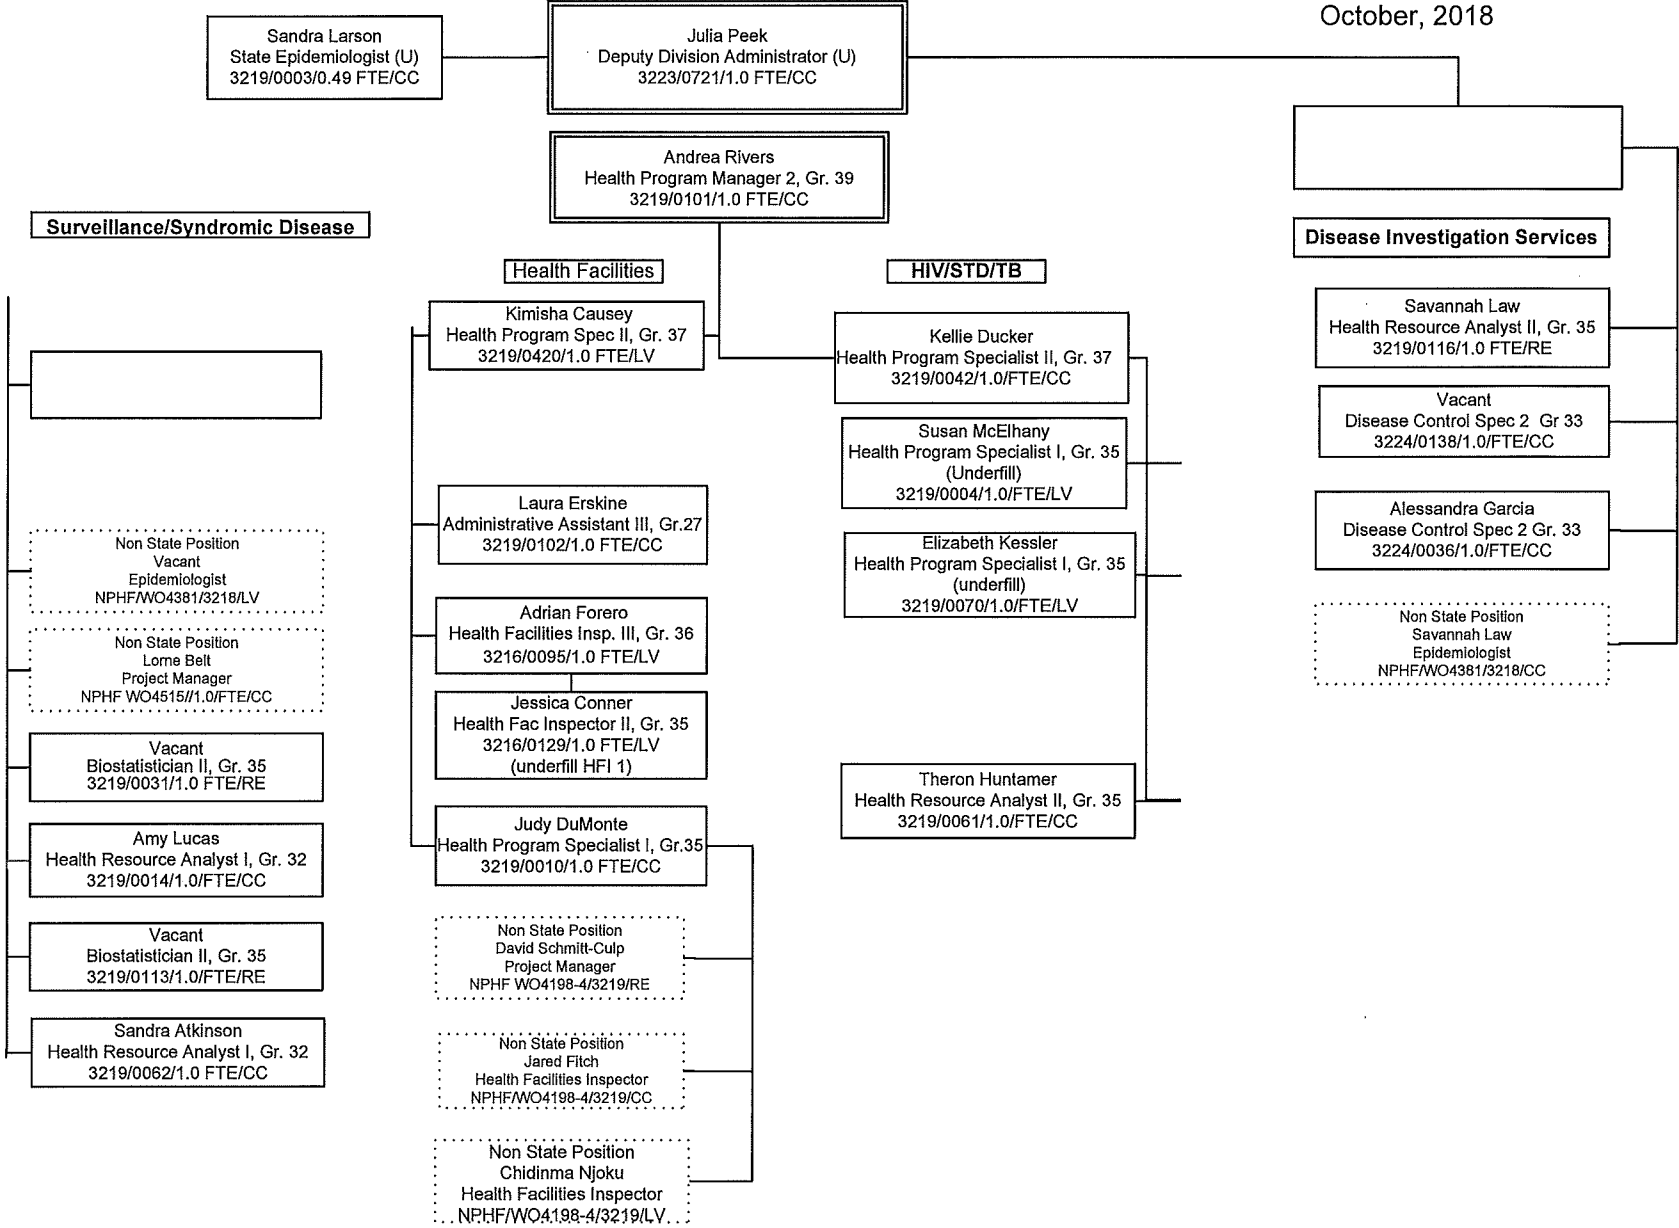 October, 2018
Sandra Larson
State Epidemiologist (U)
3219/0003/0.49 FTE/CC
Julia Peek
Deputy Division Administrator (U)
3223/0721/1.0 FTE/CC
Andrea Rivers
Health Program Manager 2, Gr. 39
3219/0101/1.0 FTE/CC
Surveillance/Syndromic Disease
Non State Position
Vacant
Epidemiologist
NPHF/WO4381/3218/LV
Non State Position
Lorne Belt
Project Manager
NPHF WO4515//1.0/FTE/CC
Vacant
Biostatistician II, Gr. 35
3219/0031/1.0 FTE/RE
Amy Lucas
Health Resource Analyst I, Gr. 32
3219/0014/1.0/FTE/CC
Vacant
Biostatistician II, Gr. 35
3219/0113/1.0/FTE/RE
Sandra Atkinson
Health Resource Analyst I, Gr. 32
3219/0062/1.0 FTE/CC
Health Facilities
Kimisha Causey
Health Program Spec II, Gr. 37
3219/0420/1.0 FTE/LV
Laura Erskine
Administrative Assistant III, Gr.27
3219/0102/1.0 FTE/CC
Adrian Forero
Health Facilities Insp. III, Gr. 36
3216/0095/1.0 FTE/LV
Jessica Conner
Health Fac Inspector II, Gr. 35
3216/0129/1.0 FTE/LV
(underfill HFI 1)
Judy DuMonte
Health Program Specialist I, Gr.35
3219/0010/1.0 FTE/CC
Non State Position
David Schmitt-Culp
Project Manager
NPHF WO4198-4/3219/RE
Non State Position
Jared Fitch
Health Facilities Inspector
NPHF/WO4198-4/3219/CC
Non State Position
Chidinma Njoku
Health Facilities Inspector
NPHF/WO4198-4/3219/LV
HIV/STD/TB
Kellie Ducker
Health Program Specialist II, Gr. 37
3219/0042/1.0/FTE/CC
Susan McElhany
Health Program Specialist I, Gr. 35
(Underfill)
3219/0004/1.0/FTE/LV
Elizabeth Kessler
Health Program Specialist I, Gr. 35
(underfill)
3219/0070/1.0/FTE/LV
Theron Huntamer
Health Resource Analyst II, Gr. 35
3219/0061/1.0/FTE/CC
Disease Investigation Services
Savannah Law
Health Resource Analyst II, Gr. 35
3219/0116/1.0 FTE/RE
Vacant
Disease Control Spec 2 Gr 33
3224/0138/1.0/FTE/CC
Alessandra Garcia
Disease Control Spec 2 Gr. 33
3224/0036/1.0/FTE/CC
Non State Position
Savannah Law
Epidemiologist
NPHF/WO4381/3218/CC